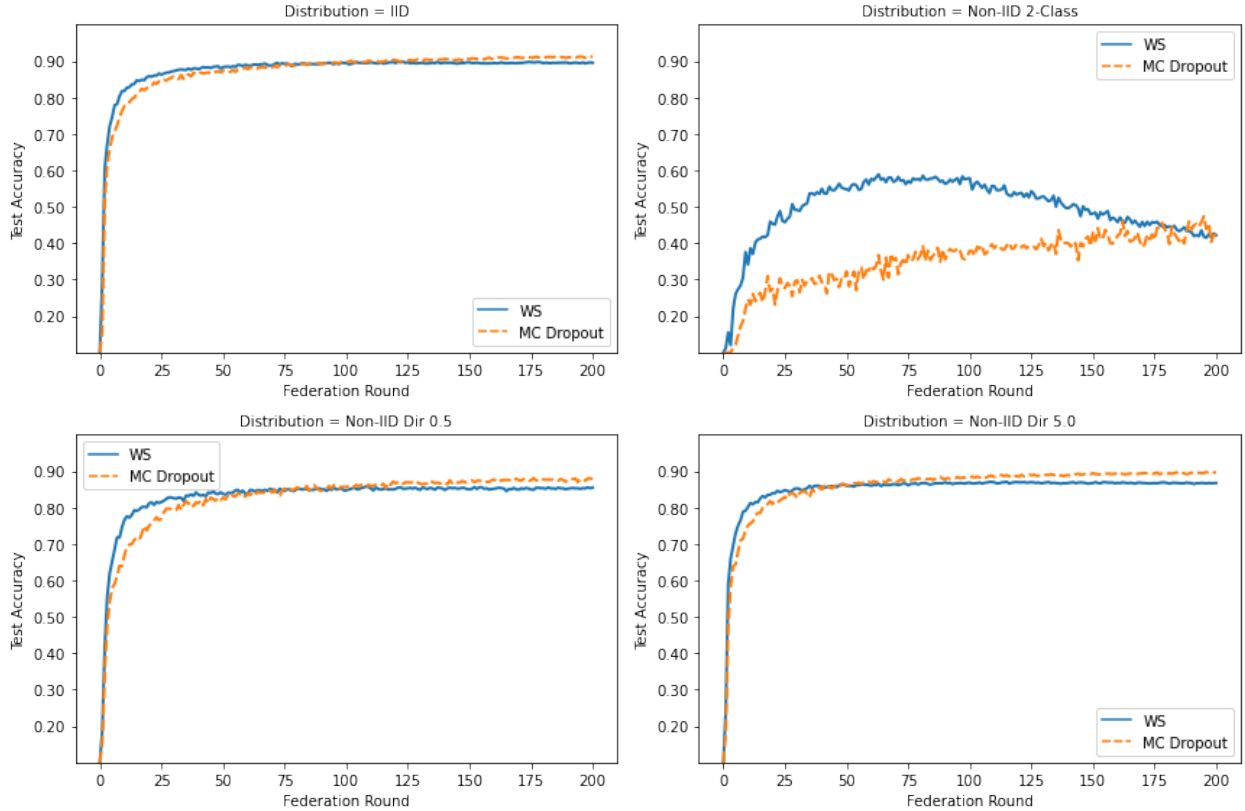 Distribution = IID
Test Accuracy
0.90
0.80
0.70
0.60
0.50
0.40
0.30
0.20
WS
MC Dropout
0 25 50 75 100 125 150 175 200
Federation Round
Distribution = Non-IID 2-Class
Test Accuracy
0.90
0.80
0.70
0.60
0.50
0.40
0.30
0.20
WS
MC Dropout
0 25 50 75 100 125 150 175 200
Federation Round
Distribution = Non-IID Dir 0.5
Test Accuracy
0.90
0.80
0.70
0.60
0.50
0.40
0.30
0.20
WS
MC Dropout
0 25 50 75 100 125 150 175 200
Federation Round
Distribution = Non-IID Dir 5.0
Test Accuracy
0.90
0.80
0.70
0.60
0.50
0.40
0.30
0.20
WS
MC Dropout
0 25 50 75 100 125 150 175 200
Federation Round